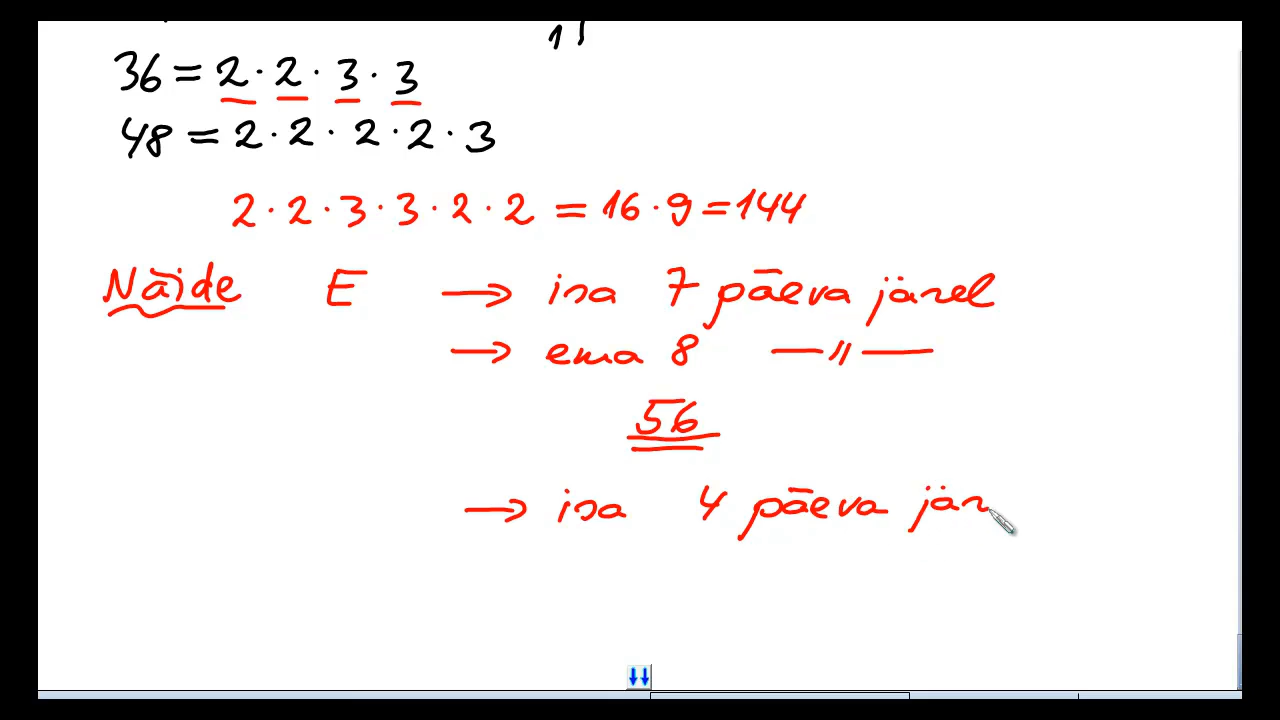 36 = 2 · 2 · 3 · 3
48 = 2 · 2 · 2 · 2 · 3
2 · 2 · 3 · 3 · 2 · 2 = 16 · 9 = 144
Näide E → isa 7 päeva järel
→ ema 8 —〃—
56
→ isa 4 päeva jär